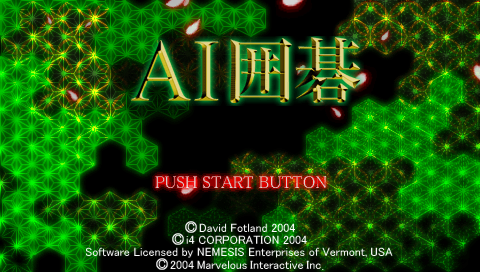 AI囲碁
PUSH START BUTTON
©David Fotland 2004
©i4 CORPORATION 2004
Software Licensed by NEMESIS Enterprises of Vermont, USA
©2004 Marvelous Interactive Inc.